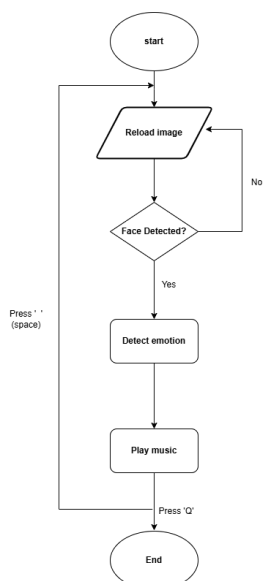 start
Reload image
No
Face Detected?
Yes
Press ' '
(space)
Detect emotion
Play music
Press 'Q'
End